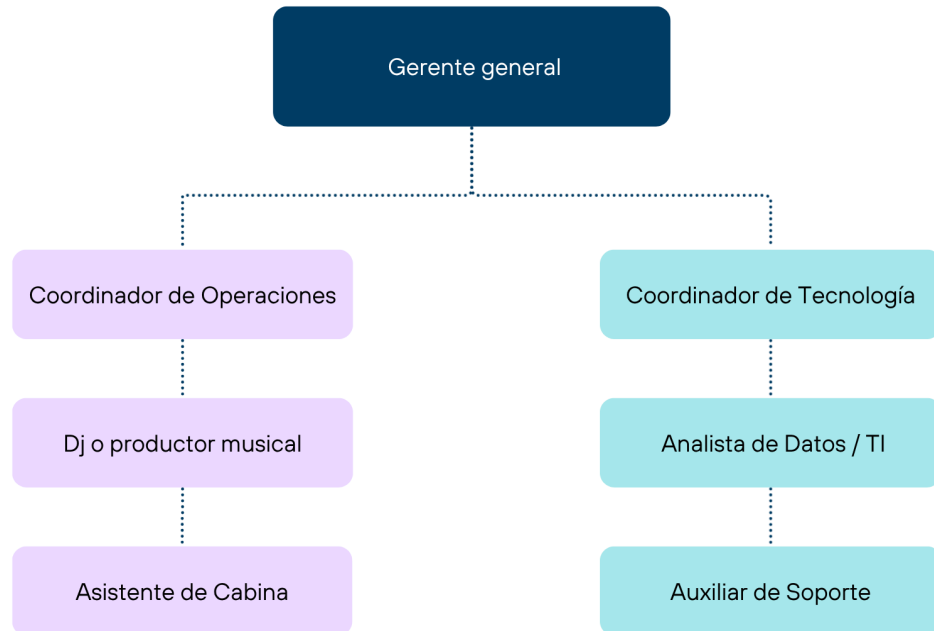 Gerente general
Coordinador de Operaciones
Coordinador de Tecnología
Dj o productor musical
Analista de Datos / TI
Asistente de Cabina
Auxiliar de Soporte